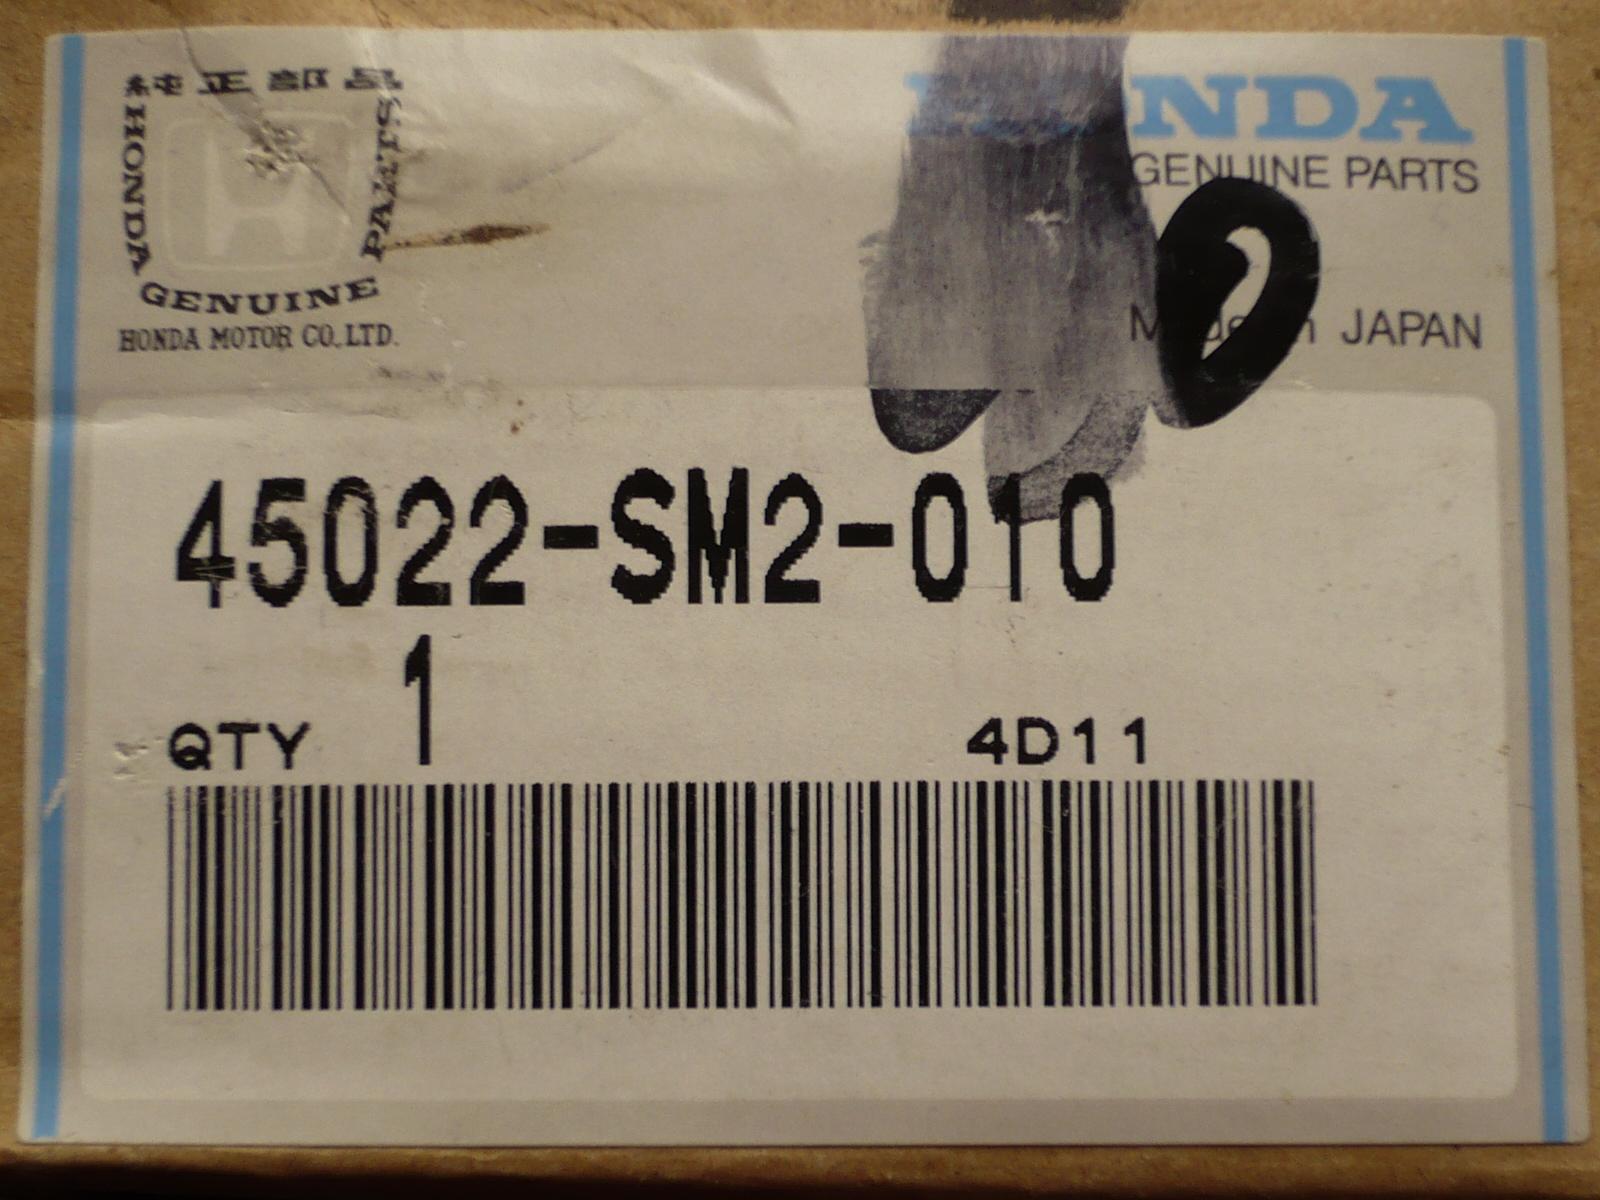 純正部品
HONDA GENUINE PARTS
HONDA MOTOR CO.,LTD.
GENUINE PARTS
JAPAN
45022-SM2-010
QTY 1
4D11